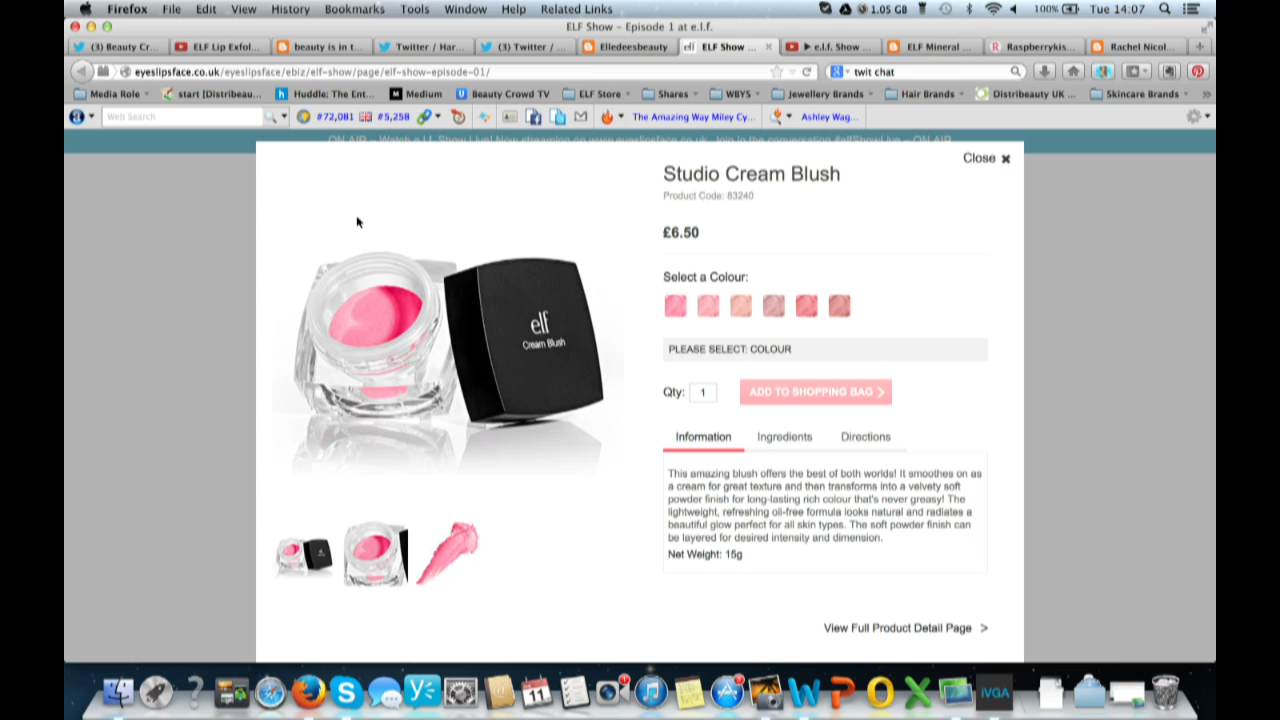 Firefox File Edit View History Bookmarks Tools Window Help Related Links 1.05 GB 100% Tue 14:07
ELF Show – Episode 1 at e.l.f.
(3) Beauty Cr... ELF Lip Exfol... beauty is in t... Twitter / Har... (3) Twitter / ... Elledeesbeauty ELF Show ... e.l.f. Show ... ELF Mineral ... Raspberrykis... Rachel Nicol...
eyeslipsface.co.uk/eyeslipsface/ebiz/elf-show/page/elf-show-episode-01/ twit chat
Media Role start [Distribeau... Huddle: The Ent... Medium Beauty Crowd TV ELF Store Shares WBYS Jewellery Brands Hair Brands Distribeauty UK ... Skincare Brands
Web Search #72,081 #5,258 The Amazing Way Miley Cy... Ashley Wag...
Close ×
Studio Cream Blush
Product Code: 83240
£6.50
Select a Colour:
PLEASE SELECT: COLOUR
Qty: 1 ADD TO SHOPPING BAG >
Information Ingredients Directions
This amazing blush offers the best of both worlds! It smoothes on as
a cream for great texture and then transforms into a velvety soft
powder finish for long-lasting rich colour that's never greasy! The
lightweight, refreshing oil-free formula looks natural and radiates a
beautiful glow perfect for all skin types. The soft powder finish can
be layered for desired intensity and dimension.
Net Weight: 15g
View Full Product Detail Page >
elf
Cream Blush
11
iVGA